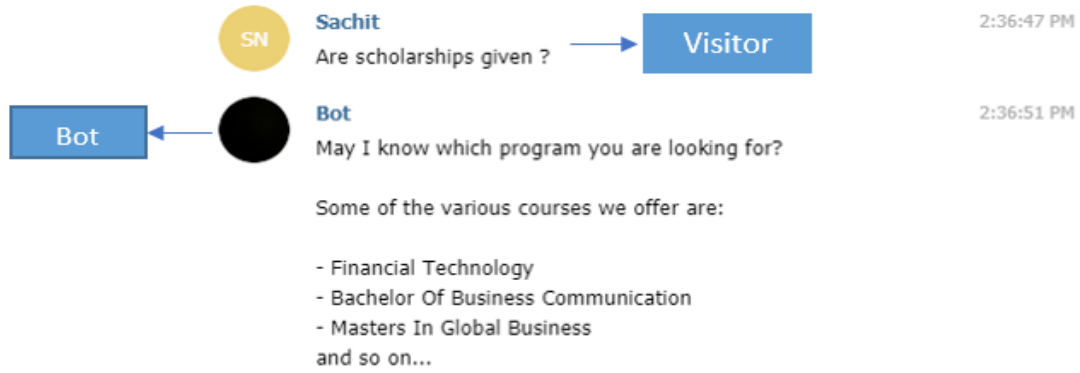 Sachit 2:36:47 PM
SN
Are scholarships given ? Visitor
Bot 2:36:51 PM
Bot
May I know which program you are looking for?
Some of the various courses we offer are:
- Financial Technology
- Bachelor Of Business Communication
- Masters In Global Business
and so on...